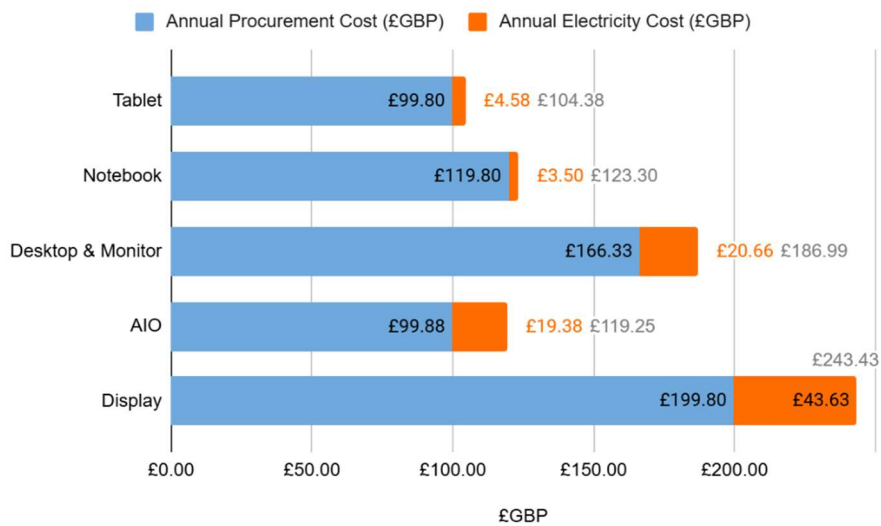 Annual Procurement Cost (£GBP) Annual Electricity Cost (£GBP)
Tablet £99.80 £4.58 £104.38
Notebook £119.80 £3.50 £123.30
Desktop & Monitor £166.33 £20.66 £186.99
AIO £99.88 £19.38 £119.25
£243.43
Display £199.80 £43.63
£0.00 £50.00 £100.00 £150.00 £200.00
£GBP